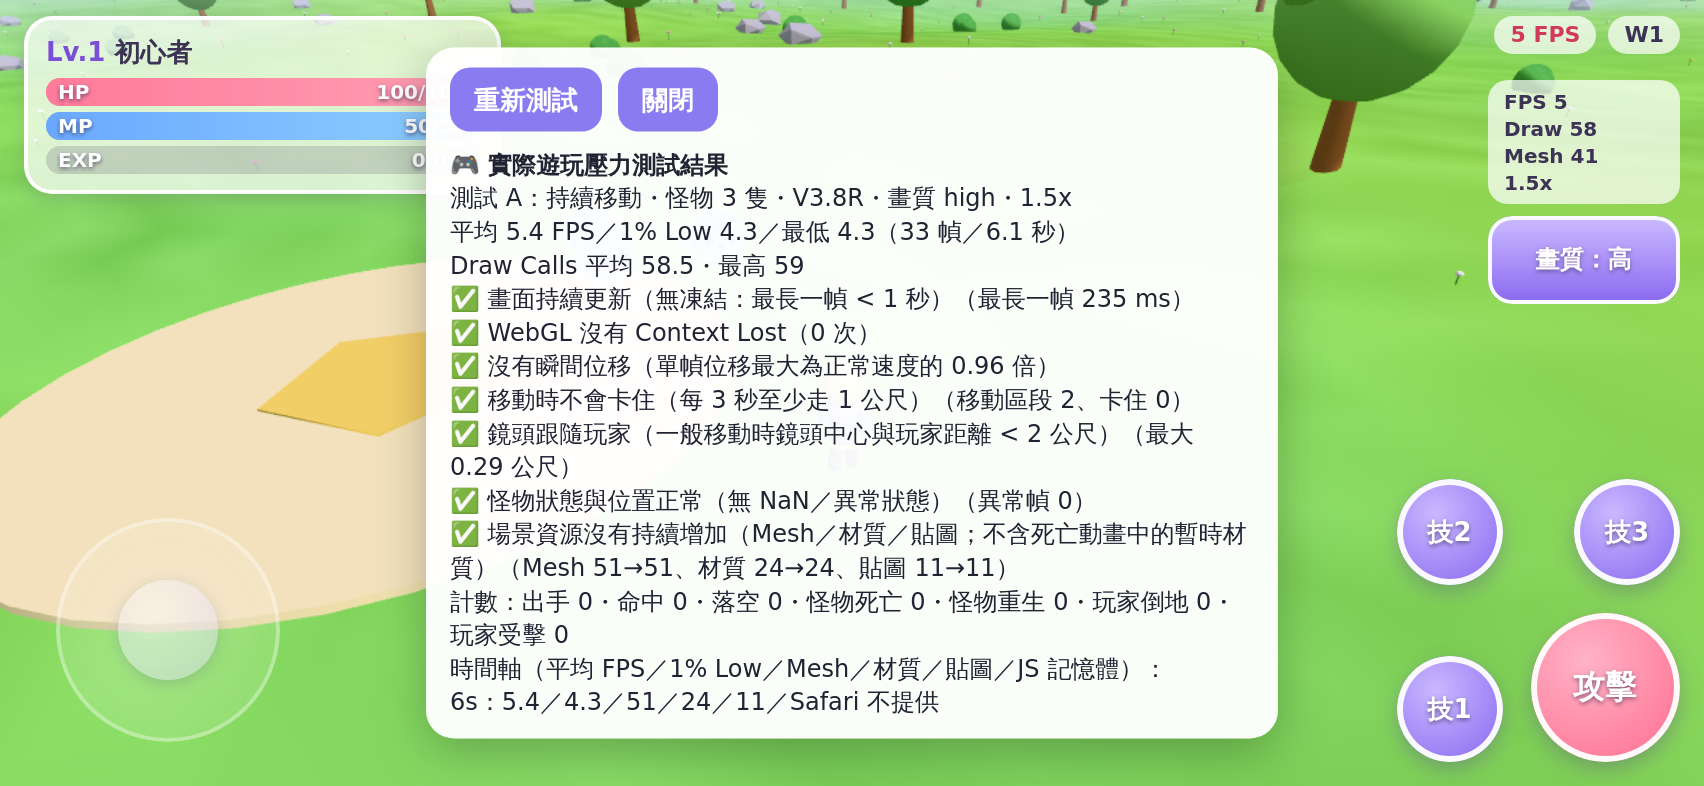 Lv.1 初心者
HP 100/
MP 50/
EXP 0
5 FPS W1
FPS 5
Draw 58
Mesh 41
1.5x
畫質：高
重新測試 關閉
🎮 實際遊玩壓力測試結果
測試 A：持續移動・怪物 3 隻・V3.8R・畫質 high・1.5x
平均 5.4 FPS／1% Low 4.3／最低 4.3（33 幀／6.1 秒）
Draw Calls 平均 58.5・最高 59
✅ 畫面持續更新（無凍結：最長一幀 < 1 秒）（最長一幀 235 ms）
✅ WebGL 沒有 Context Lost（0 次）
✅ 沒有瞬間位移（單幀位移最大為正常速度的 0.96 倍）
✅ 移動時不會卡住（每 3 秒至少走 1 公尺）（移動區段 2、卡住 0）
✅ 鏡頭跟隨玩家（一般移動時鏡頭中心與玩家距離 < 2 公尺）（最大
0.29 公尺）
✅ 怪物狀態與位置正常（無 NaN／異常狀態）（異常幀 0）
✅ 場景資源沒有持續增加（Mesh／材質／貼圖；不含死亡動畫中的暫時材
質）（Mesh 51→51、材質 24→24、貼圖 11→11）
計數：出手 0・命中 0・落空 0・怪物死亡 0・怪物重生 0・玩家倒地 0・
玩家受擊 0
時間軸（平均 FPS／1% Low／Mesh／材質／貼圖／JS 記憶體）：
6s：5.4／4.3／51／24／11／Safari 不提供
技2
技3
技1
攻擊